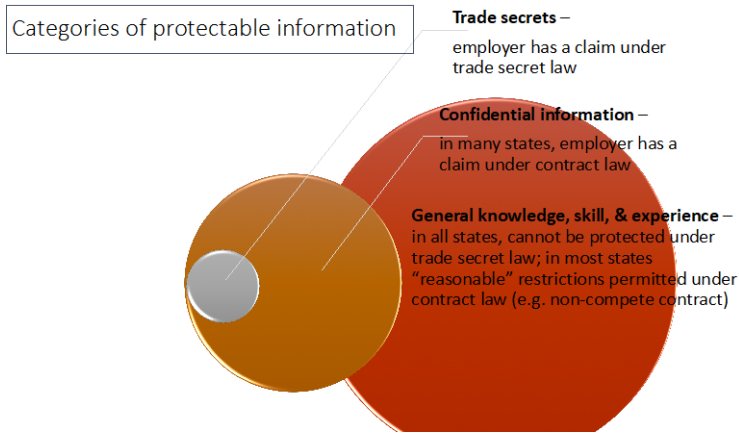 Categories of protectable information
Trade secrets –
employer has a claim under
trade secret law
Confidential information –
in many states, employer has a
claim under contract law
General knowledge, skill, & experience –
in all states, cannot be protected under
trade secret law; in most states
“reasonable” restrictions permitted under
contract law (e.g. non-compete contract)